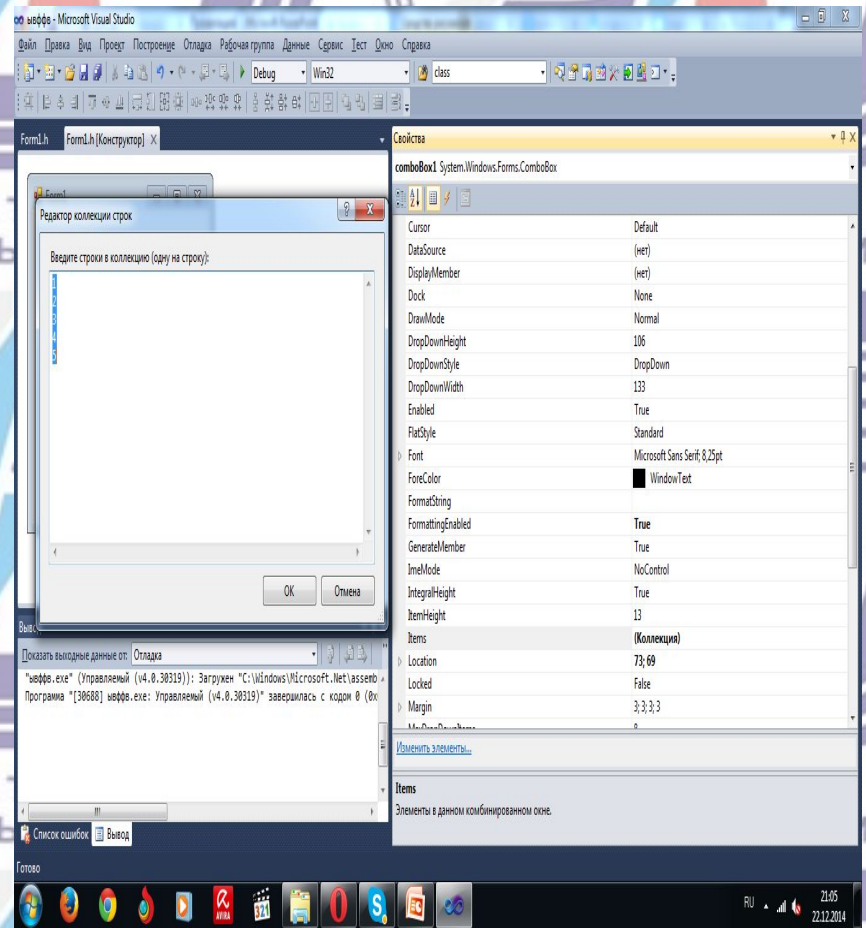 ывффв - Microsoft Visual Studio
Файл Правка Вид Проект Построение Отладка Рабочая группа Данные Сервис Тест Окно Справка
Debug Win32 class
Form1.h Form1.h [Конструктор] X
Form1
Редактор коллекции строк
Введите строки в коллекцию (одну на строку):
1
2
3
4
5
OK Отмена
Показать выходные данные от: Отладка
"ывффв.exe" (Управляемый (v4.0.30319)): Загружен "C:\Windows\Microsoft.Net\assemb
Программа "[30688] ывффв.exe: Управляемый (v4.0.30319)" завершилась с кодом 0 (0x
Список ошибок Вывод
Готово
Свойства
comboBox1 System.Windows.Forms.ComboBox
Cursor Default
DataSource (нет)
DisplayMember (нет)
Dock None
DrawMode Normal
DropDownHeight 106
DropDownStyle DropDown
DropDownWidth 133
Enabled True
FlatStyle Standard
Font Microsoft Sans Serif; 8,25pt
ForeColor WindowText
FormatString
FormattingEnabled True
GenerateMember True
ImeMode NoControl
IntegralHeight True
ItemHeight 13
Items (Коллекция)
Location 73; 69
Locked False
Margin 3; 3; 3; 3
MaxDropDownItems 8
Изменить элементы...
Items
Элементы в данном комбинированном окне.
AVIRA 321
RU 21:05
22.12.2014